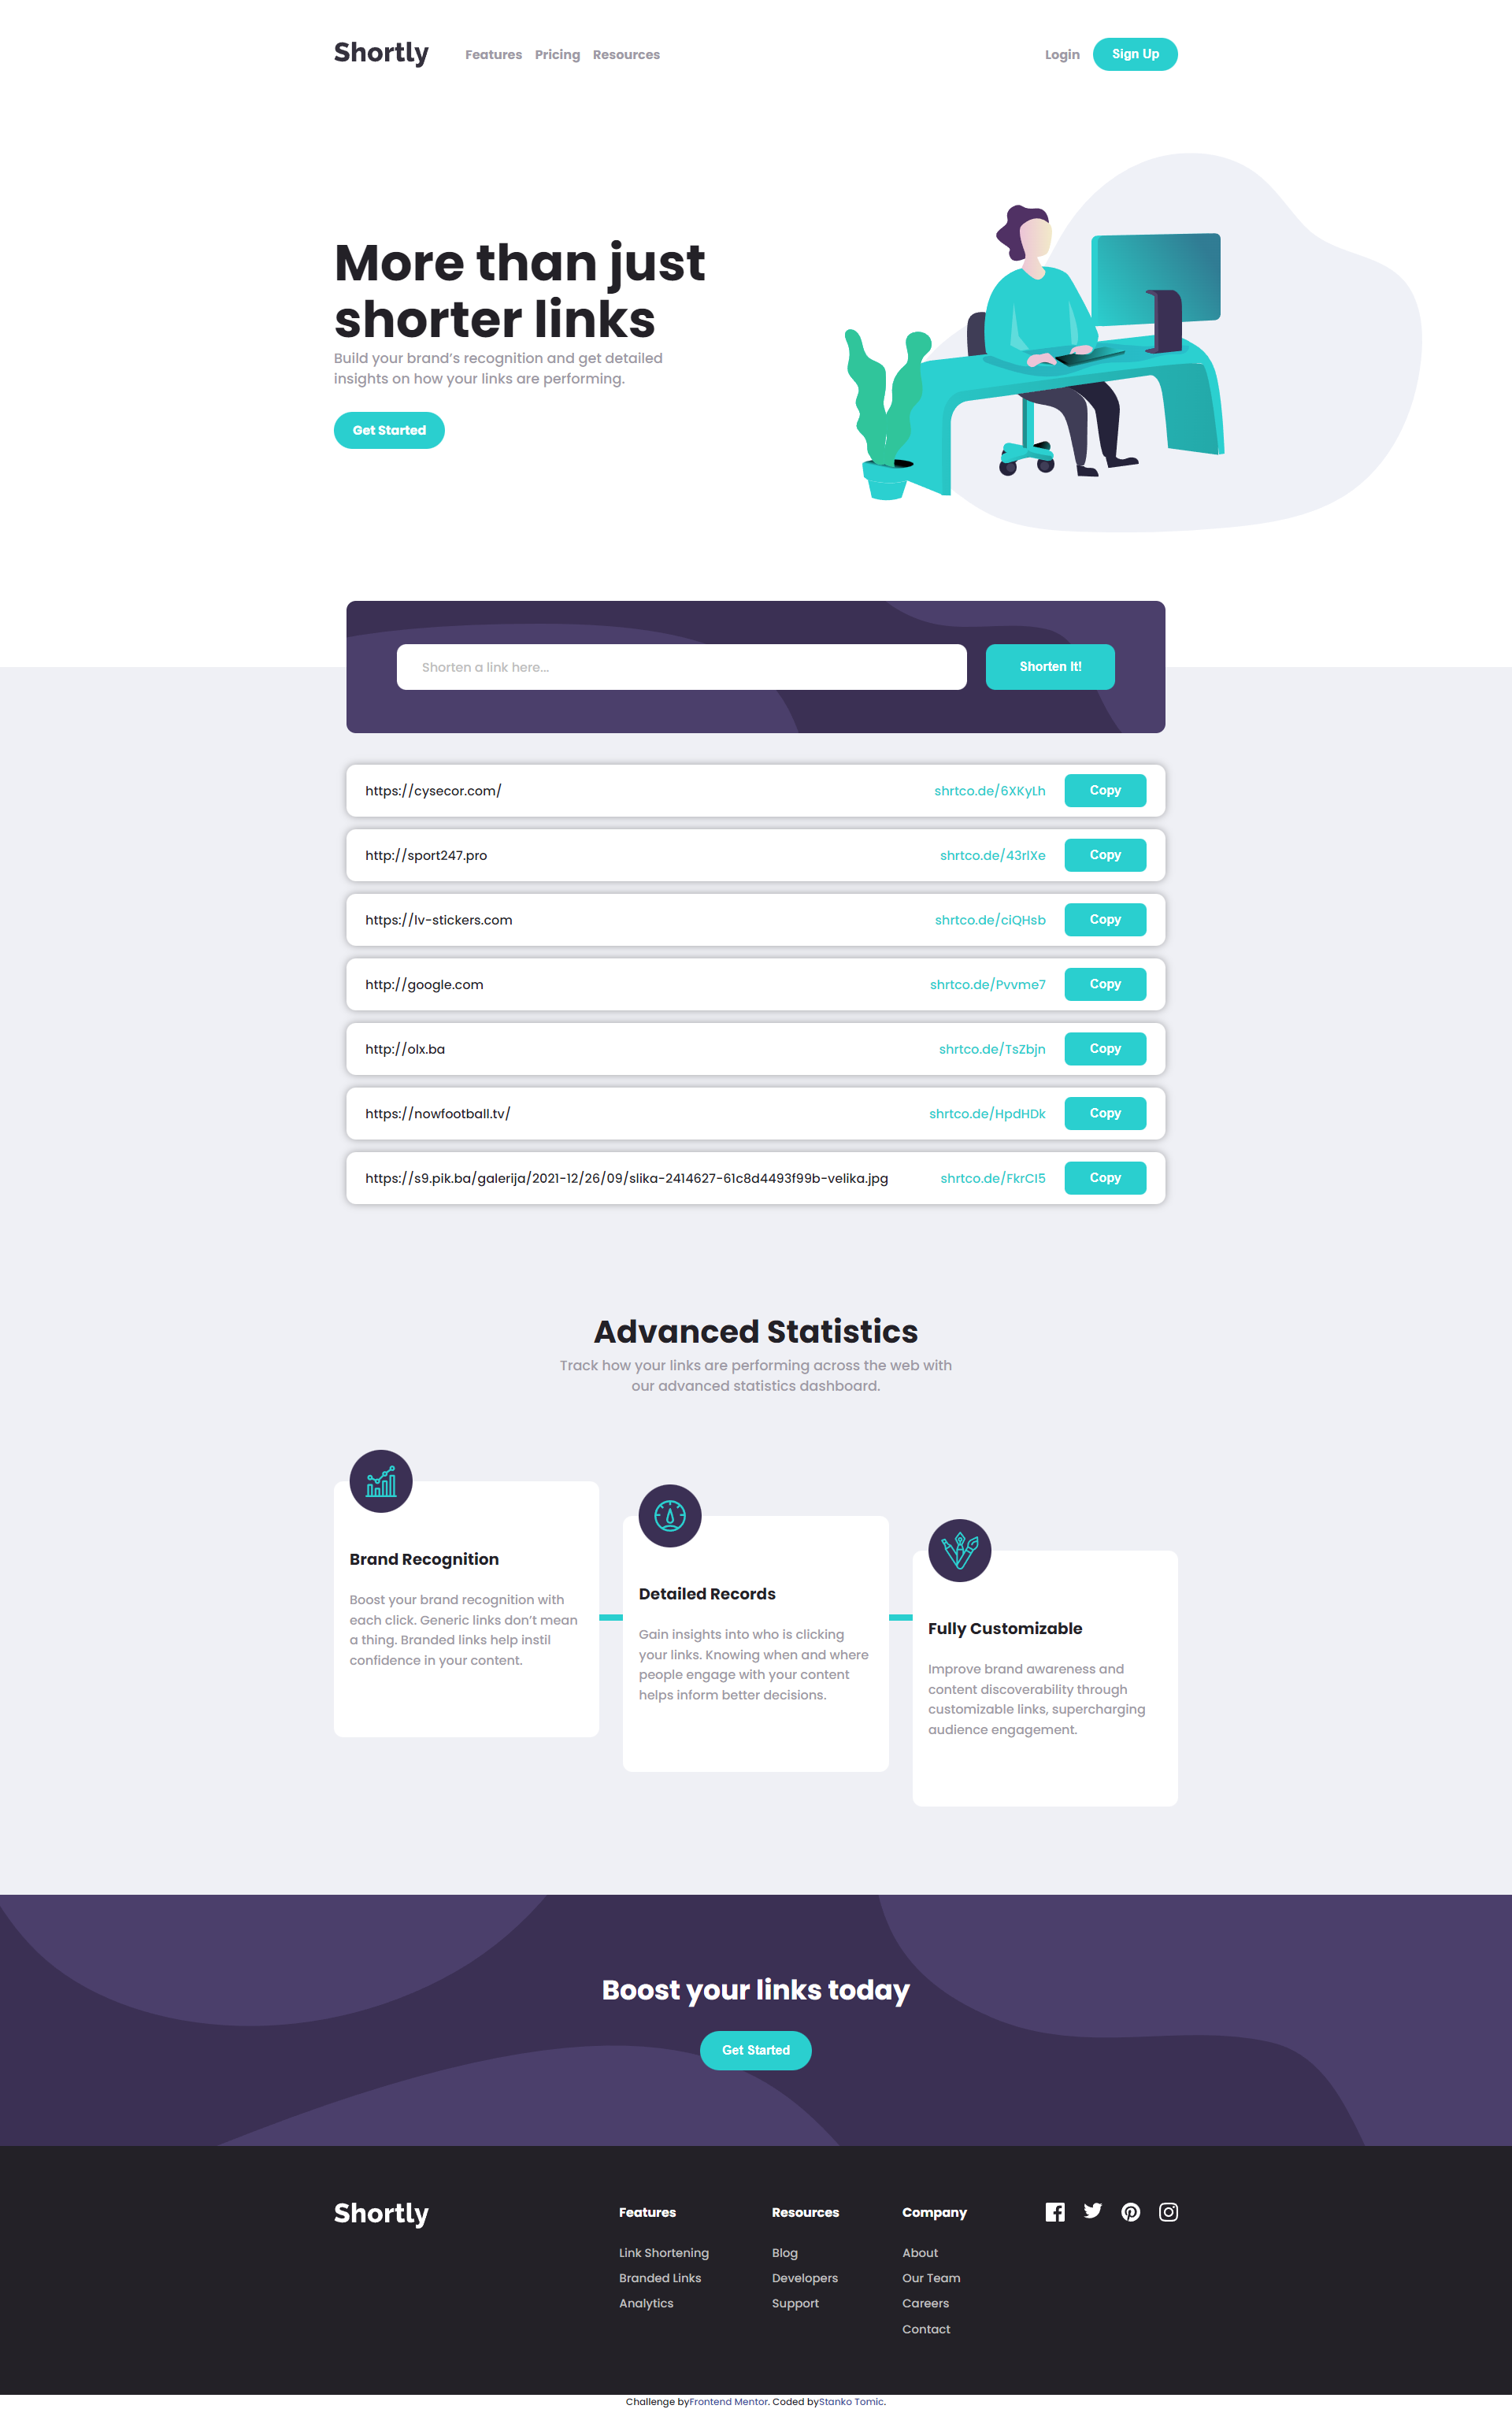 Shortly
Features Pricing Resources
Login
Sign Up
More than just
shorter links
Build your brand's recognition and get detailed
insights on how your links are performing.
Get Started
Shorten a link here...
Shorten It!
https://cysecor.com/ shrtco.de/6XKyLh Copy
http://sport247.pro shrtco.de/43rlXe Copy
https://lv-stickers.com shrtco.de/ciQHsb Copy
http://google.com shrtco.de/Pvvme7 Copy
http://olx.ba shrtco.de/TsZbjn Copy
https://nowfootball.tv/ shrtco.de/HpdHDk Copy
https://s9.pik.ba/galerija/2021-12/26/09/slika-2414627-61c8d4493f99b-velika.jpg shrtco.de/FkrCI5 Copy
Advanced Statistics
Track how your links are performing across the web with
our advanced statistics dashboard.
Brand Recognition
Boost your brand recognition with
each click. Generic links don't mean
a thing. Branded links help instil
confidence in your content.
Detailed Records
Gain insights into who is clicking
your links. Knowing when and where
people engage with your content
helps inform better decisions.
Fully Customizable
Improve brand awareness and
content discoverability through
customizable links, supercharging
audience engagement.
Boost your links today
Get Started
Shortly
Features
Link Shortening
Branded Links
Analytics
Resources
Blog
Developers
Support
Company
About
Our Team
Careers
Contact
Challenge byFrontend Mentor. Coded byStanko Tomic.